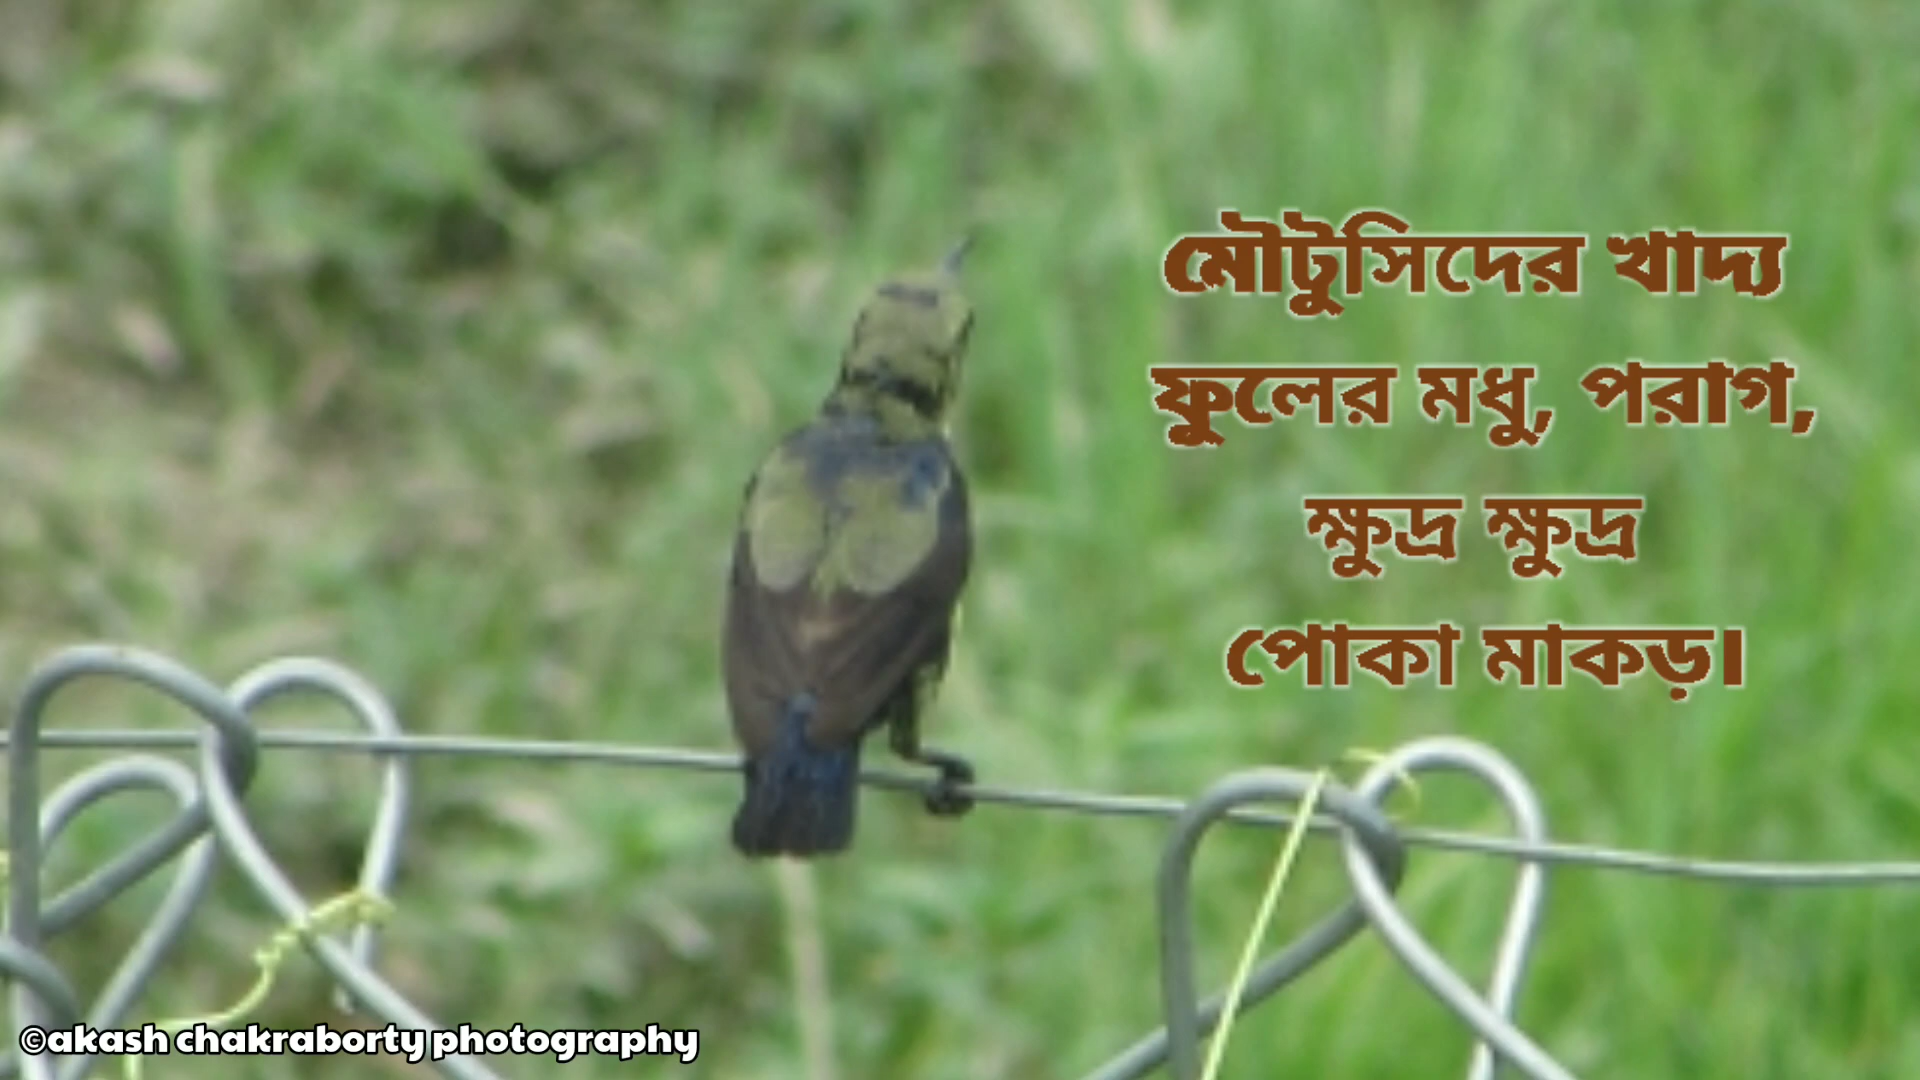 মৌটুসিদের খাদ্য
ফুলের মধু, পরাগ,
ক্ষুদ্র ক্ষুদ্র
পোকা মাকড়।
©akash chakraborty photography